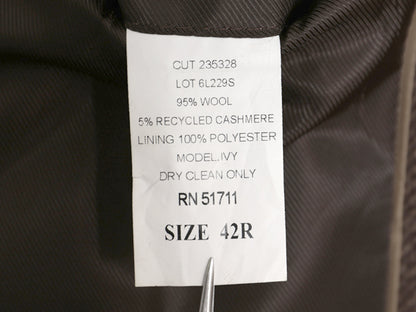 CUT 235328
LOT 6L229S
95% WOOL
5% RECYCLED CASHMERE
LINING 100% POLYESTER
MODEL.IVY
DRY CLEAN ONLY
RN 51711
SIZE 42R